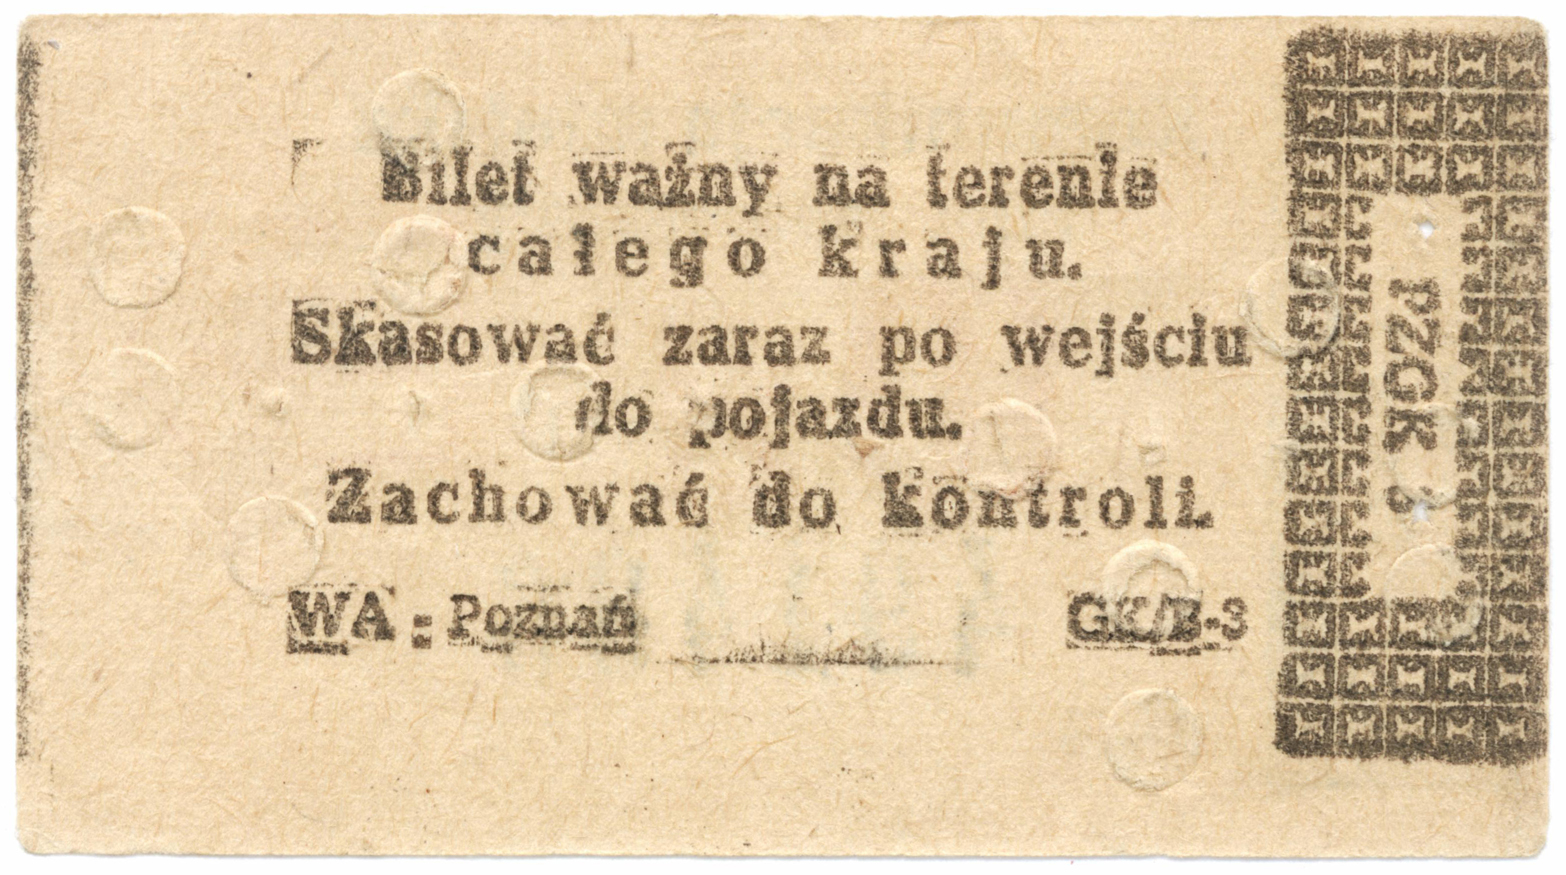 Bilet ważny na terenie
całego kraju.
Skasować zaraz po wejściu
do pojazdu.
Zachować do kontroli.
WA : Poznań
GK/B-3
PZGK 3